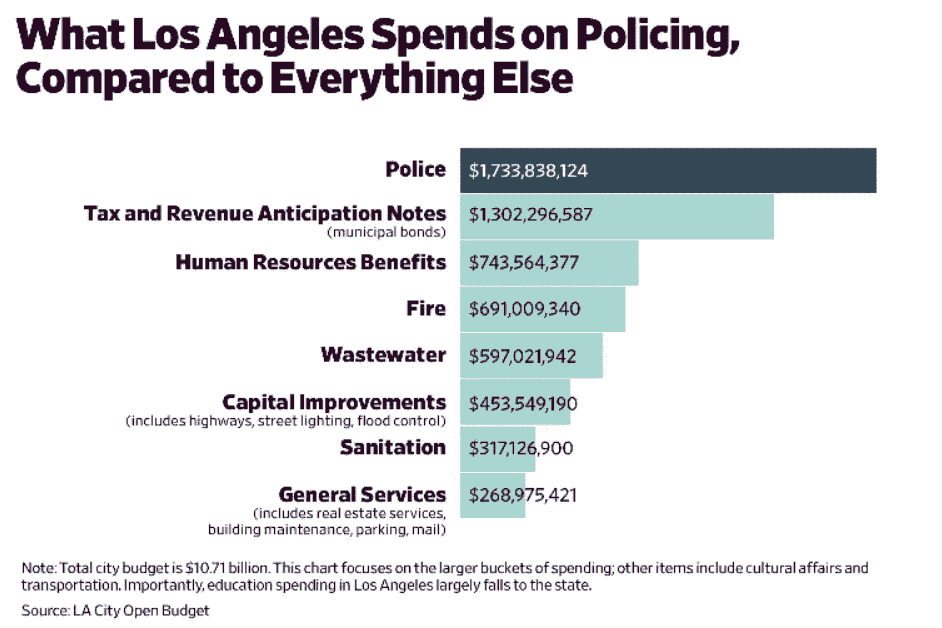 What Los Angeles Spends on Policing,
Compared to Everything Else
Police $1,733,838,124
Tax and Revenue Anticipation Notes $1,302,296,587
(municipal bonds)
Human Resources Benefits $743,564,377
Fire $691,009,340
Wastewater $597,021,942
Capital Improvements $453,549,190
(includes highways, street lighting, flood control)
Sanitation $317,126,900
General Services $268,975,421
(includes real estate services,
building maintenance, parking, mail)
Note: Total city budget is $10.71 billion. This chart focuses on the larger buckets of spending; other items include cultural affairs and
transportation. Importantly, education spending in Los Angeles largely falls to the state.
Source: LA City Open Budget